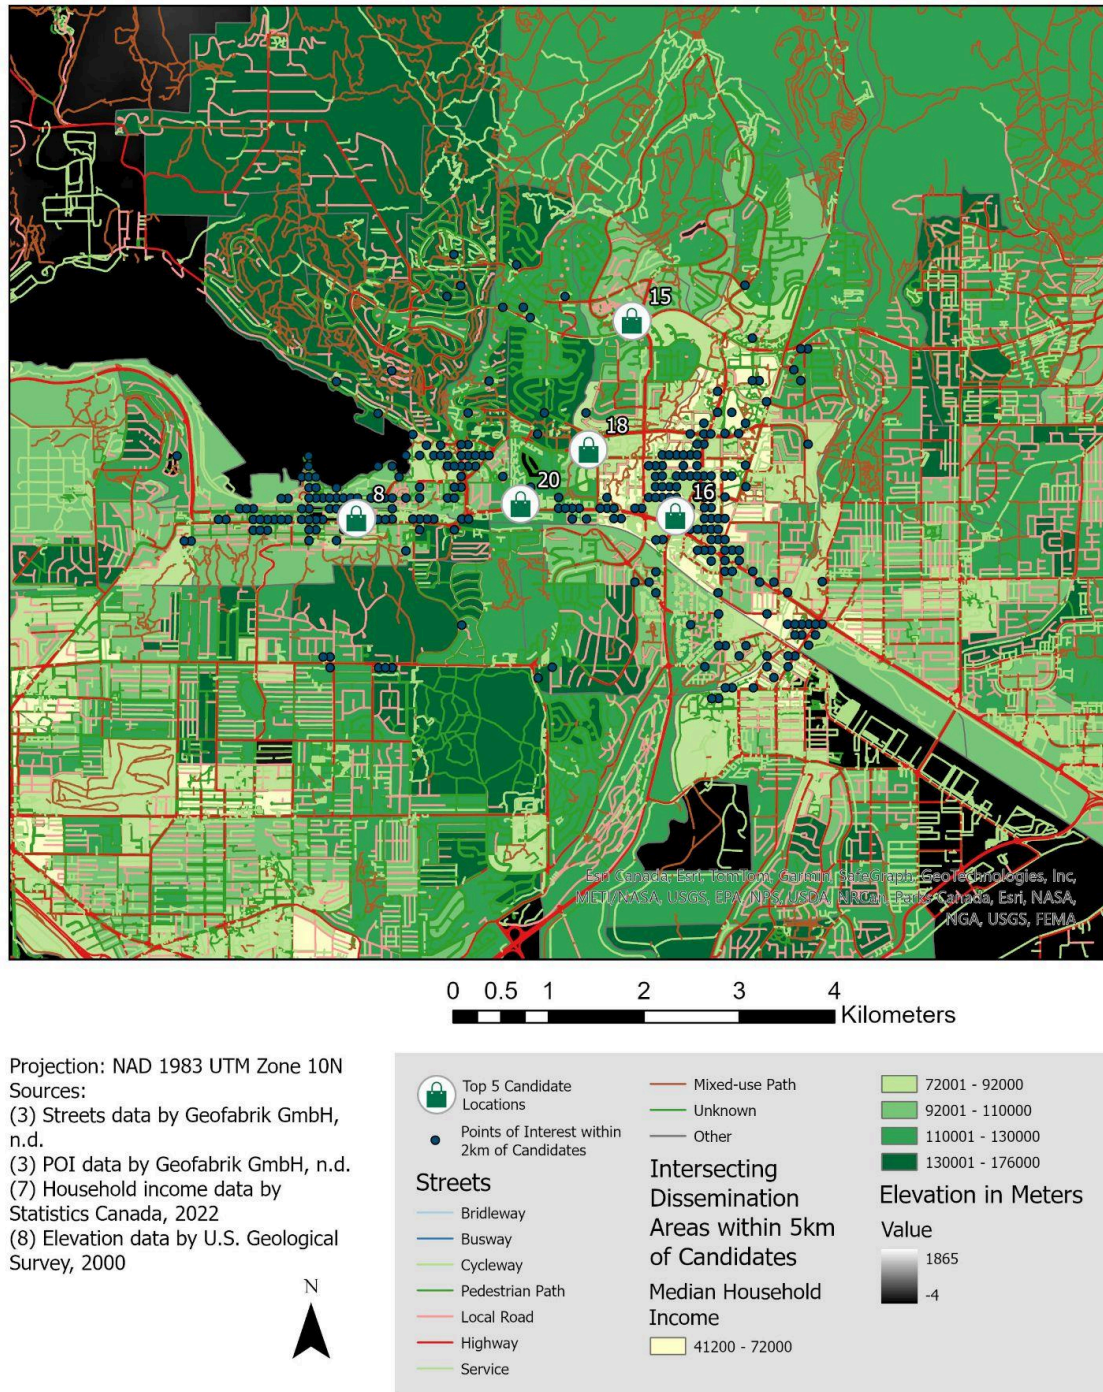 15
18
20
8
16
Esri Canada, Esri, TomTom, Garmin, SafeGraph, GeoTechnologies, Inc,
METI/NASA, USGS, EPA, NPS, USDA, NRCan, Parks Canada, Esri, NASA,
NGA, USGS, FEMA
0 0.5 1 2 3 4
Kilometers
Projection: NAD 1983 UTM Zone 10N
Sources:
(3) Streets data by Geofabrik GmbH,
n.d.
(3) POI data by Geofabrik GmbH, n.d.
(7) Household income data by
Statistics Canada, 2022
(8) Elevation data by U.S. Geological
Survey, 2000
N
Top 5 Candidate
Locations
Points of Interest within
2km of Candidates
Streets
Bridleway
Busway
Cycleway
Pedestrian Path
Local Road
Highway
Service
Mixed-use Path
Unknown
Other
Intersecting
Dissemination
Areas within 5km
of Candidates
Median Household
Income
41200 - 72000
72001 - 92000
92001 - 110000
110001 - 130000
130001 - 176000
Elevation in Meters
Value
1865
-4